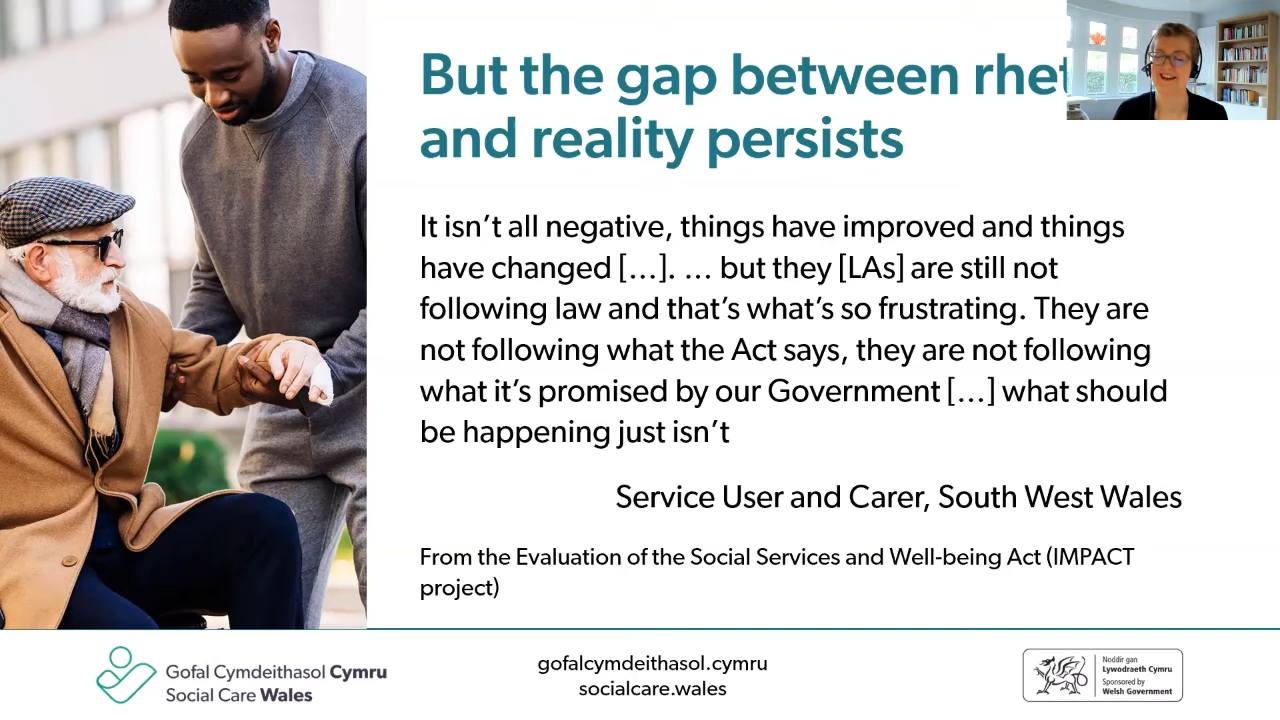 But the gap between
and reality persists
It isn’t all negative, things have improved and things
have changed […]. … but they [LAs] are still not
following law and that’s what’s so frustrating. They are
not following what the Act says, they are not following
what it’s promised by our Government […] what should
be happening just isn’t
Service User and Carer, South West Wales
From the Evaluation of the Social Services and Well-being Act (IMPACT
project)
Gofal Cymdeithasol Cymru
Social Care Wales
gofalcymdeithasol.cymru
socialcare.wales
Noddir gan
Lywodraeth Cymru
Sponsored by
Welsh Government